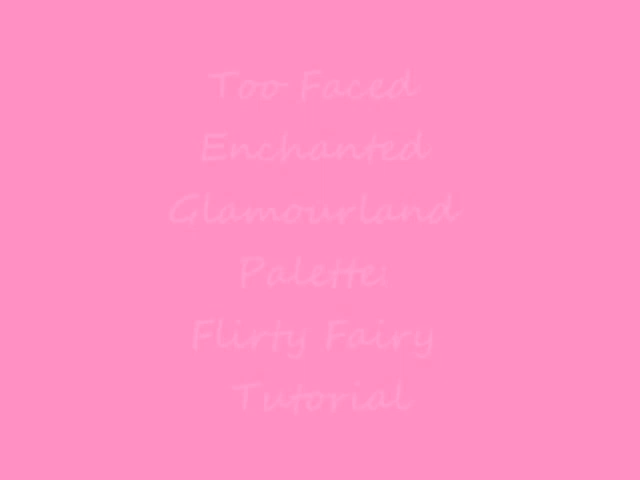 Too Faced
Enchanted
Glamourland
Palette:
Flirty Fairy
Tutorial